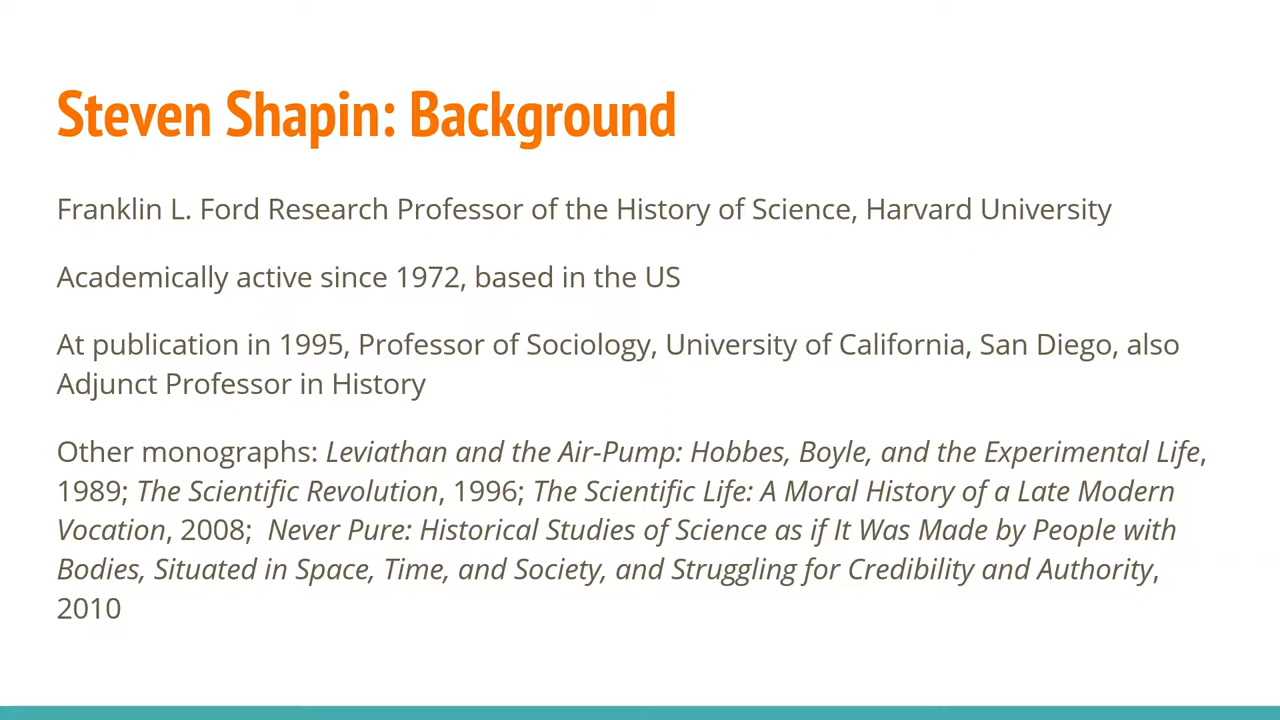 Steven Shapin: Background
Franklin L. Ford Research Professor of the History of Science, Harvard University
Academically active since 1972, based in the US
At publication in 1995, Professor of Sociology, University of California, San Diego, also
Adjunct Professor in History
Other monographs: Leviathan and the Air-Pump: Hobbes, Boyle, and the Experimental Life,
1989; The Scientific Revolution, 1996; The Scientific Life: A Moral History of a Late Modern
Vocation, 2008;  Never Pure: Historical Studies of Science as if It Was Made by People with
Bodies, Situated in Space, Time, and Society, and Struggling for Credibility and Authority,
2010